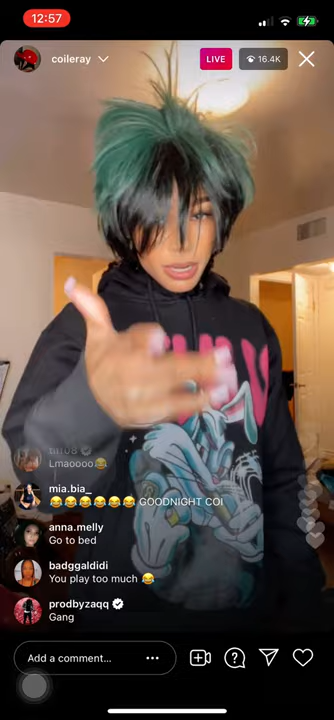 12:57
coileray
LIVE
16.4K
Lmaoooo😂
mia.bia_
😂😂😂😂😂😂 GOODNIGHT COI
anna.melly
Go to bed
badggaldidi
You play too much 😂
prodbyzaqq
Gang
Add a comment...